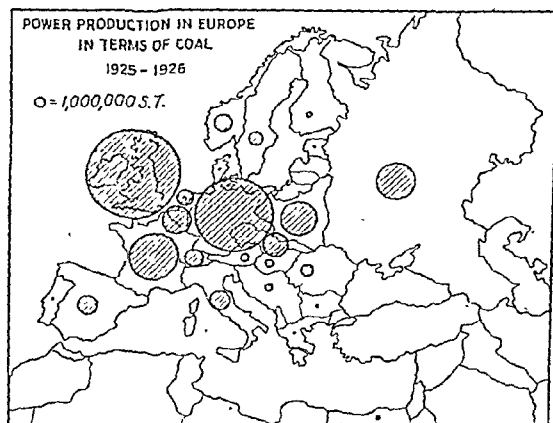 POWER PRODUCTION IN EUROPE
IN TERMS OF COAL
1925-1926
O=1,000,000 S.T.